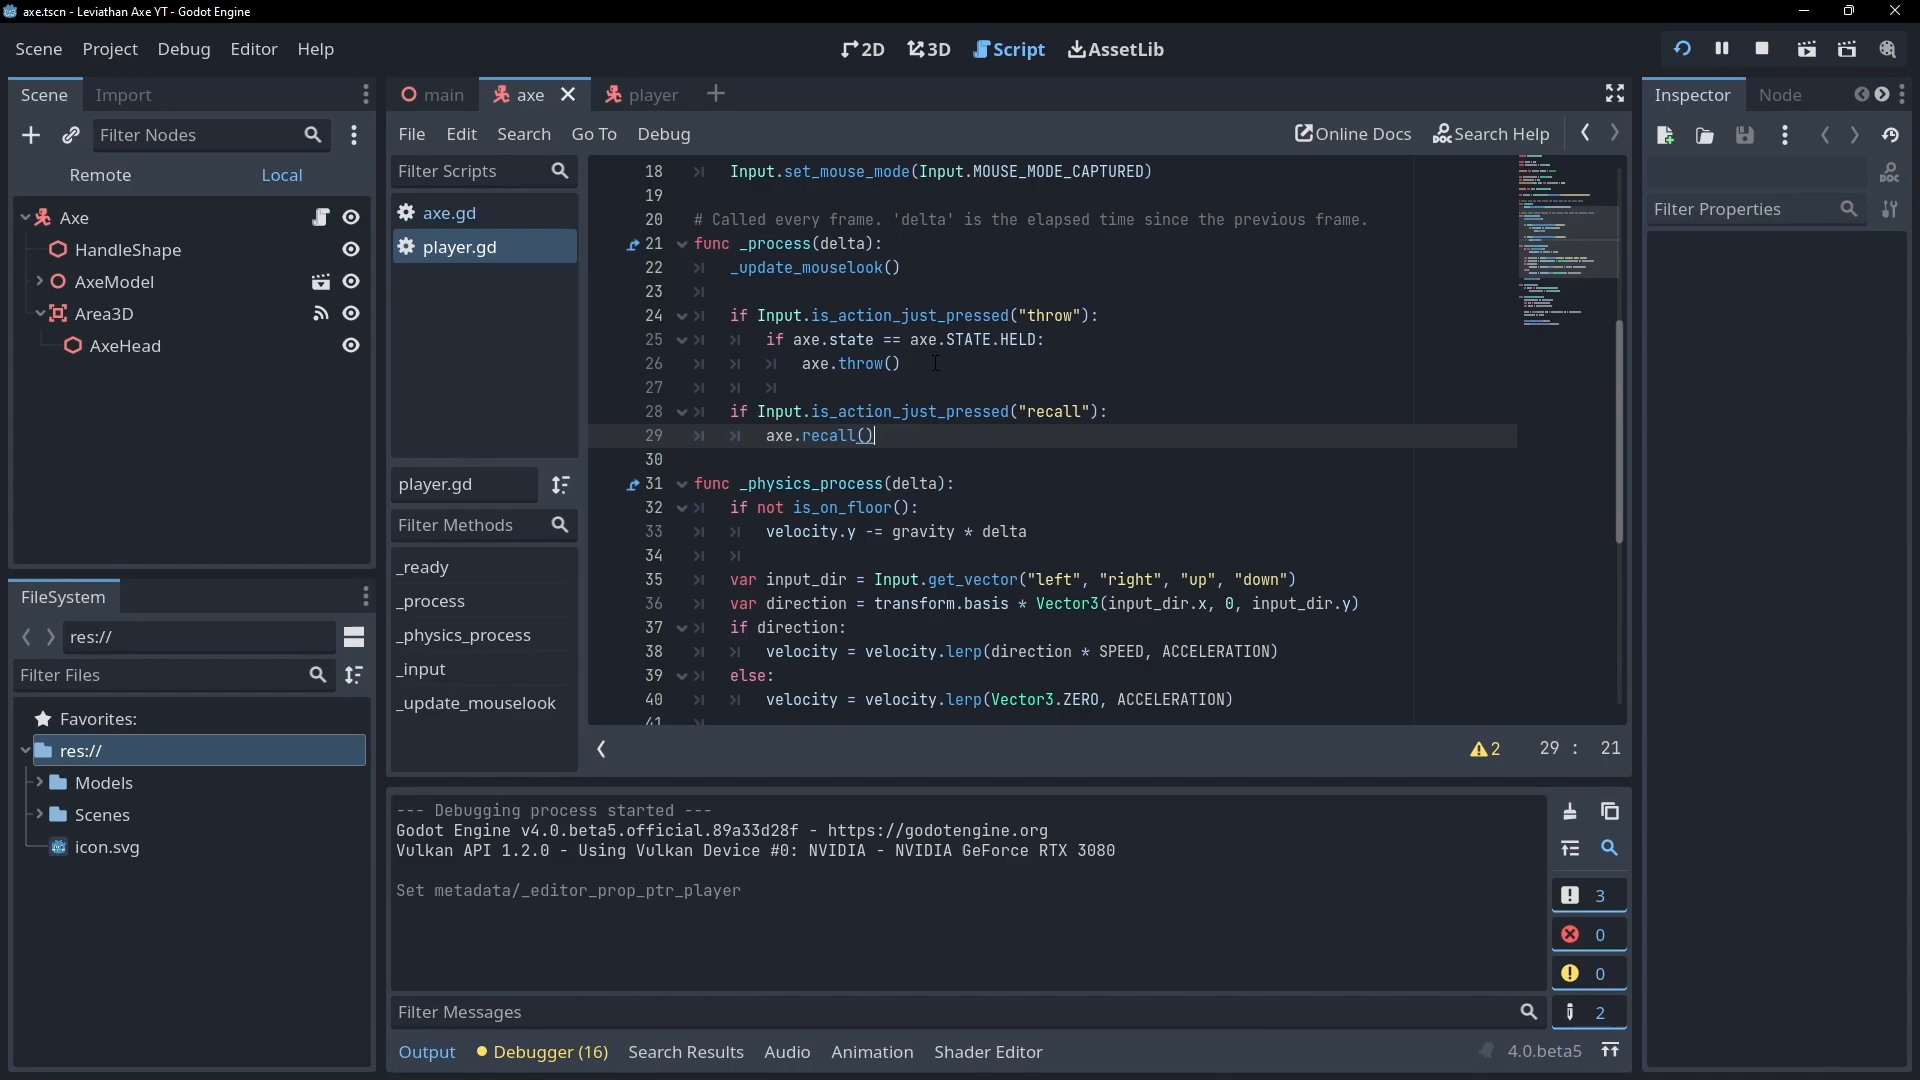 axe.tscn - Leviathan Axe YT - Godot Engine
Scene Project Debug Editor Help
2D 3D Script AssetLib
Scene Import
main axe player
Inspector Node
Filter Nodes
File Edit Search Go To Debug
Online Docs Search Help
Remote Local
Filter Scripts
Filter Properties
Axe
HandleShape
AxeModel
Area3D
AxeHead
axe.gd
player.gd
player.gd
Filter Methods
_ready
_process
_physics_process
_input
_update_mouselook
18 Input.set_mouse_mode(Input.MOUSE_MODE_CAPTURED)
19
20 # Called every frame. 'delta' is the elapsed time since the previous frame.
21 func _process(delta):
22 _update_mouselook()
23
24 if Input.is_action_just_pressed("throw"):
25 if axe.state == axe.STATE.HELD:
26 axe.throw()
27
28 if Input.is_action_just_pressed("recall"):
29 axe.recall()
30
31 func _physics_process(delta):
32 if not is_on_floor():
33 velocity.y -= gravity * delta
34
35 var input_dir = Input.get_vector("left", "right", "up", "down")
36 var direction = transform.basis * Vector3(input_dir.x, 0, input_dir.y)
37 if direction:
38 velocity = velocity.lerp(direction * SPEED, ACCELERATION)
39 else:
40 velocity = velocity.lerp(Vector3.ZERO, ACCELERATION)
41
2 29 : 21
FileSystem
res://
Filter Files
Favorites:
res://
Models
Scenes
icon.svg
--- Debugging process started ---
Godot Engine v4.0.beta5.official.89a33d28f - https://godotengine.org
Vulkan API 1.2.0 - Using Vulkan Device #0: NVIDIA - NVIDIA GeForce RTX 3080
Set metadata/_editor_prop_ptr_player
3
0
0
2
Filter Messages
Output Debugger (16) Search Results Audio Animation Shader Editor
4.0.beta5